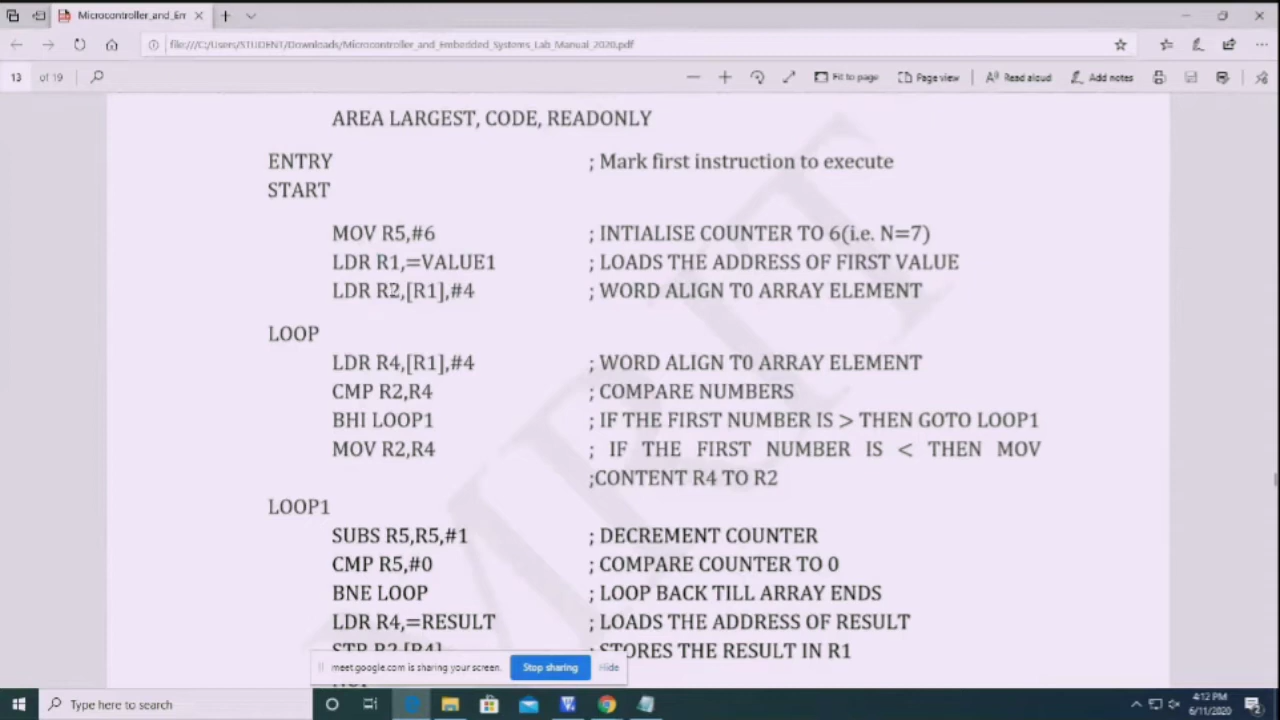 Microcontroller_and_Em
file:///C:/Users/STUDENT/Downloads/Microcontroller_and_Embedded_Systems_Lab_Manual_2020.pdf
13 of 19
Fit to page
Page view
Read aloud
Add notes
AREA LARGEST, CODE, READONLY
ENTRY ; Mark first instruction to execute
START
MOV R5,#6 ; INTIALISE COUNTER TO 6(i.e. N=7)
LDR R1,=VALUE1 ; LOADS THE ADDRESS OF FIRST VALUE
LDR R2,[R1],#4 ; WORD ALIGN T0 ARRAY ELEMENT
LOOP
LDR R4,[R1],#4 ; WORD ALIGN T0 ARRAY ELEMENT
CMP R2,R4 ; COMPARE NUMBERS
BHI LOOP1 ; IF THE FIRST NUMBER IS > THEN GOTO LOOP1
MOV R2,R4 ; IF THE FIRST NUMBER IS < THEN MOV
;CONTENT R4 TO R2
LOOP1
SUBS R5,R5,#1 ; DECREMENT COUNTER
CMP R5,#0 ; COMPARE COUNTER TO 0
BNE LOOP ; LOOP BACK TILL ARRAY ENDS
LDR R4,=RESULT ; LOADS THE ADDRESS OF RESULT
STR R2,[R4] ; STORES THE RESULT IN R1
meet.google.com is sharing your screen. Stop sharing Hide
Type here to search
4:12 PM
6/11/2020